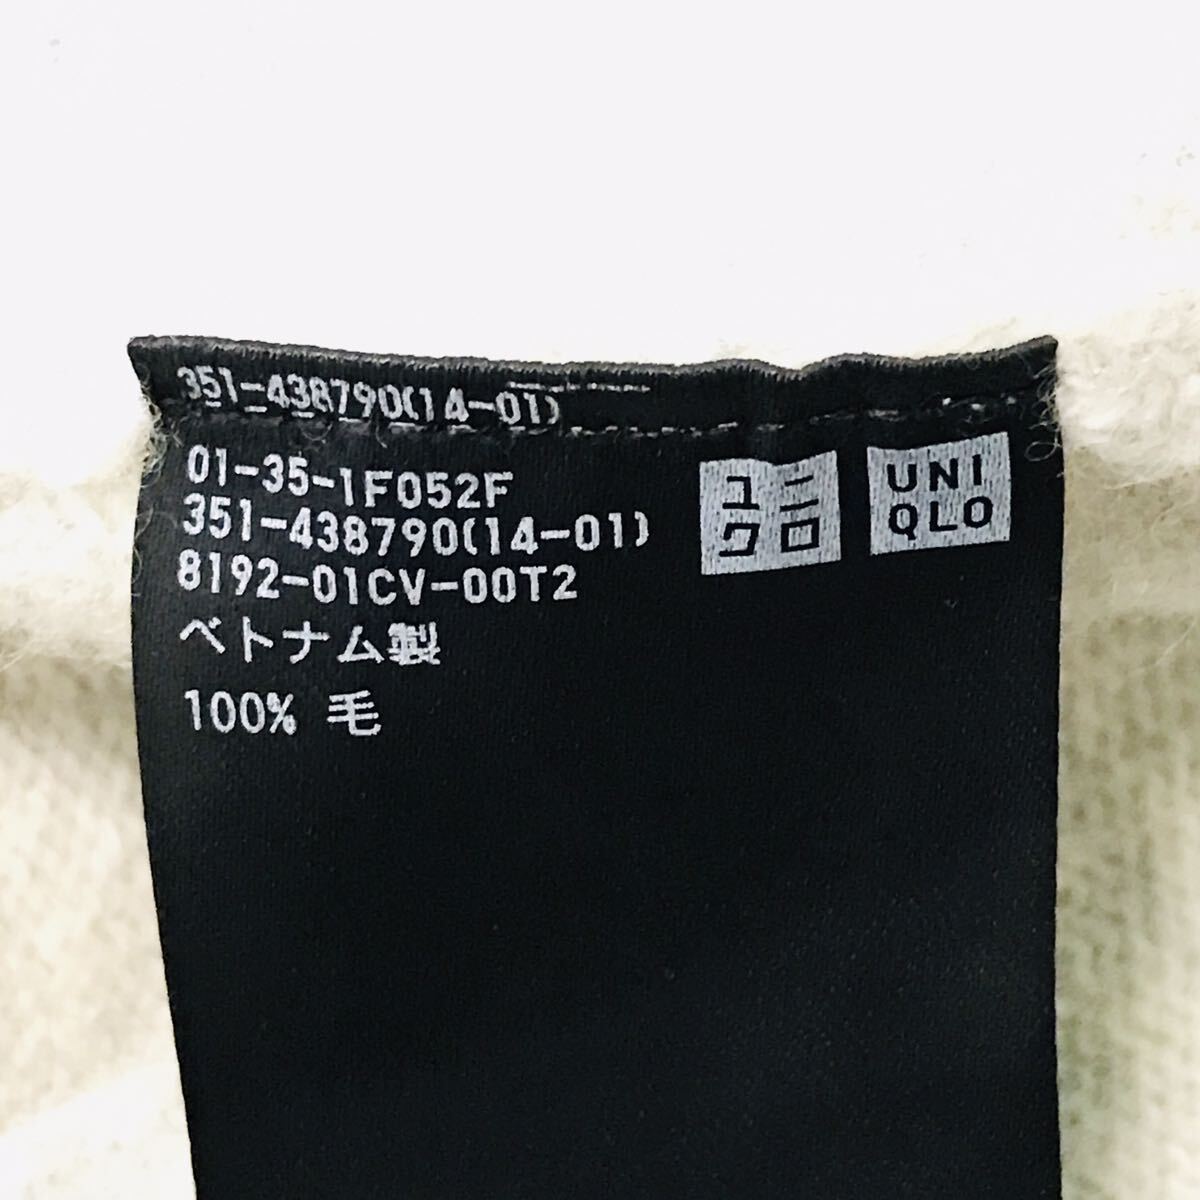 351-438790(14-01)
01-35-1F052F
351-438790(14-01)
8192-01CV-00T2
ベトナム製
100% 毛
ユニ
クロ
UNI
QLO